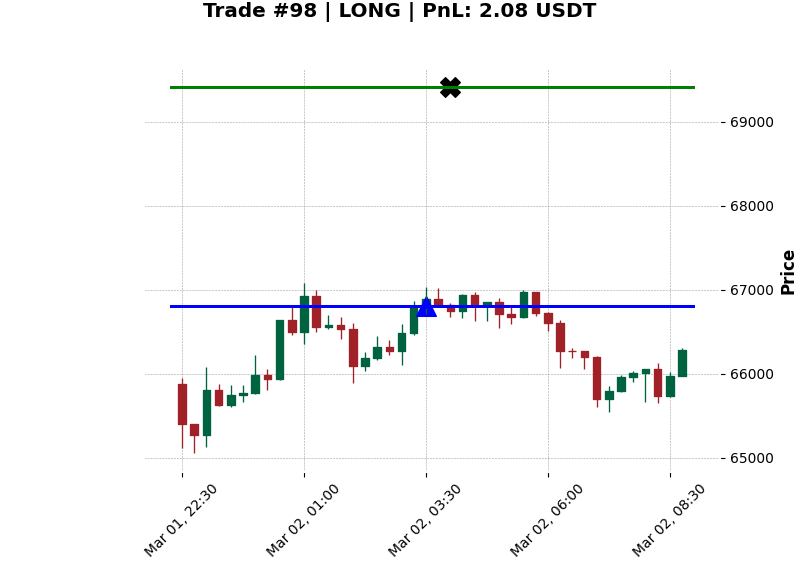 Trade #98 | LONG | PnL: 2.08 USDT
69000
68000
67000
66000
65000
Price
Mar 01, 22:30
Mar 02, 01:00
Mar 02, 03:30
Mar 02, 06:00
Mar 02, 08:30